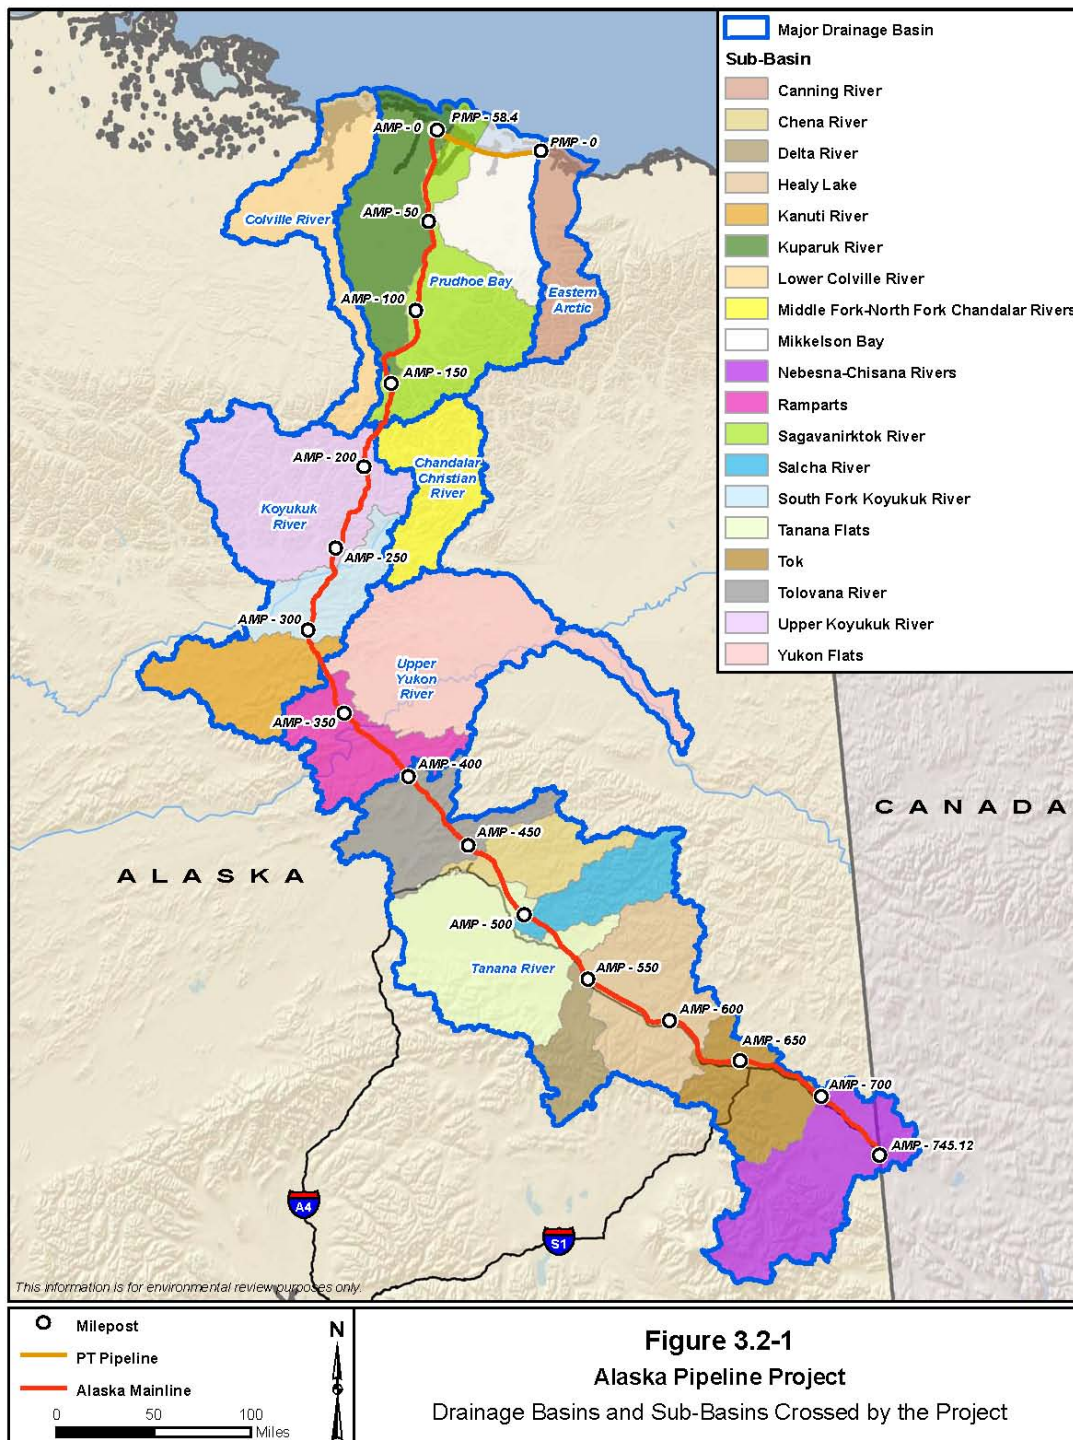 Major Drainage Basin
Sub-Basin
Canning River
Chena River
Delta River
Healy Lake
Kanuti River
Kuparuk River
Lower Colville River
Middle Fork-North Fork Chandalar Rivers
Mikkelson Bay
Nebesna-Chisana Rivers
Ramparts
Sagavanirktok River
Salcha River
South Fork Koyukuk River
Tanana Flats
Tok
Tolovana River
Upper Koyukuk River
Yukon Flats
PMP - 58.4
AMP - 0
PMP - 0
AMP - 50
Colville River
Prudhoe Bay
Eastern
Arctic
AMP - 100
AMP - 150
AMP - 200
Chandalar
Christian
River
Koyukuk
River
AMP - 250
AMP - 300
Upper
Yukon
River
AMP - 350
AMP - 400
CANADA
AMP - 450
ALASKA
AMP - 500
Tanana River
AMP - 550
AMP - 600
AMP - 650
AMP - 700
AMP - 745.12
A4
S1
This information is for environmental review purposes only.
Milepost
PT Pipeline
Alaska Mainline
0 50 100
Miles
N
Figure 3.2-1
Alaska Pipeline Project
Drainage Basins and Sub-Basins Crossed by the Project